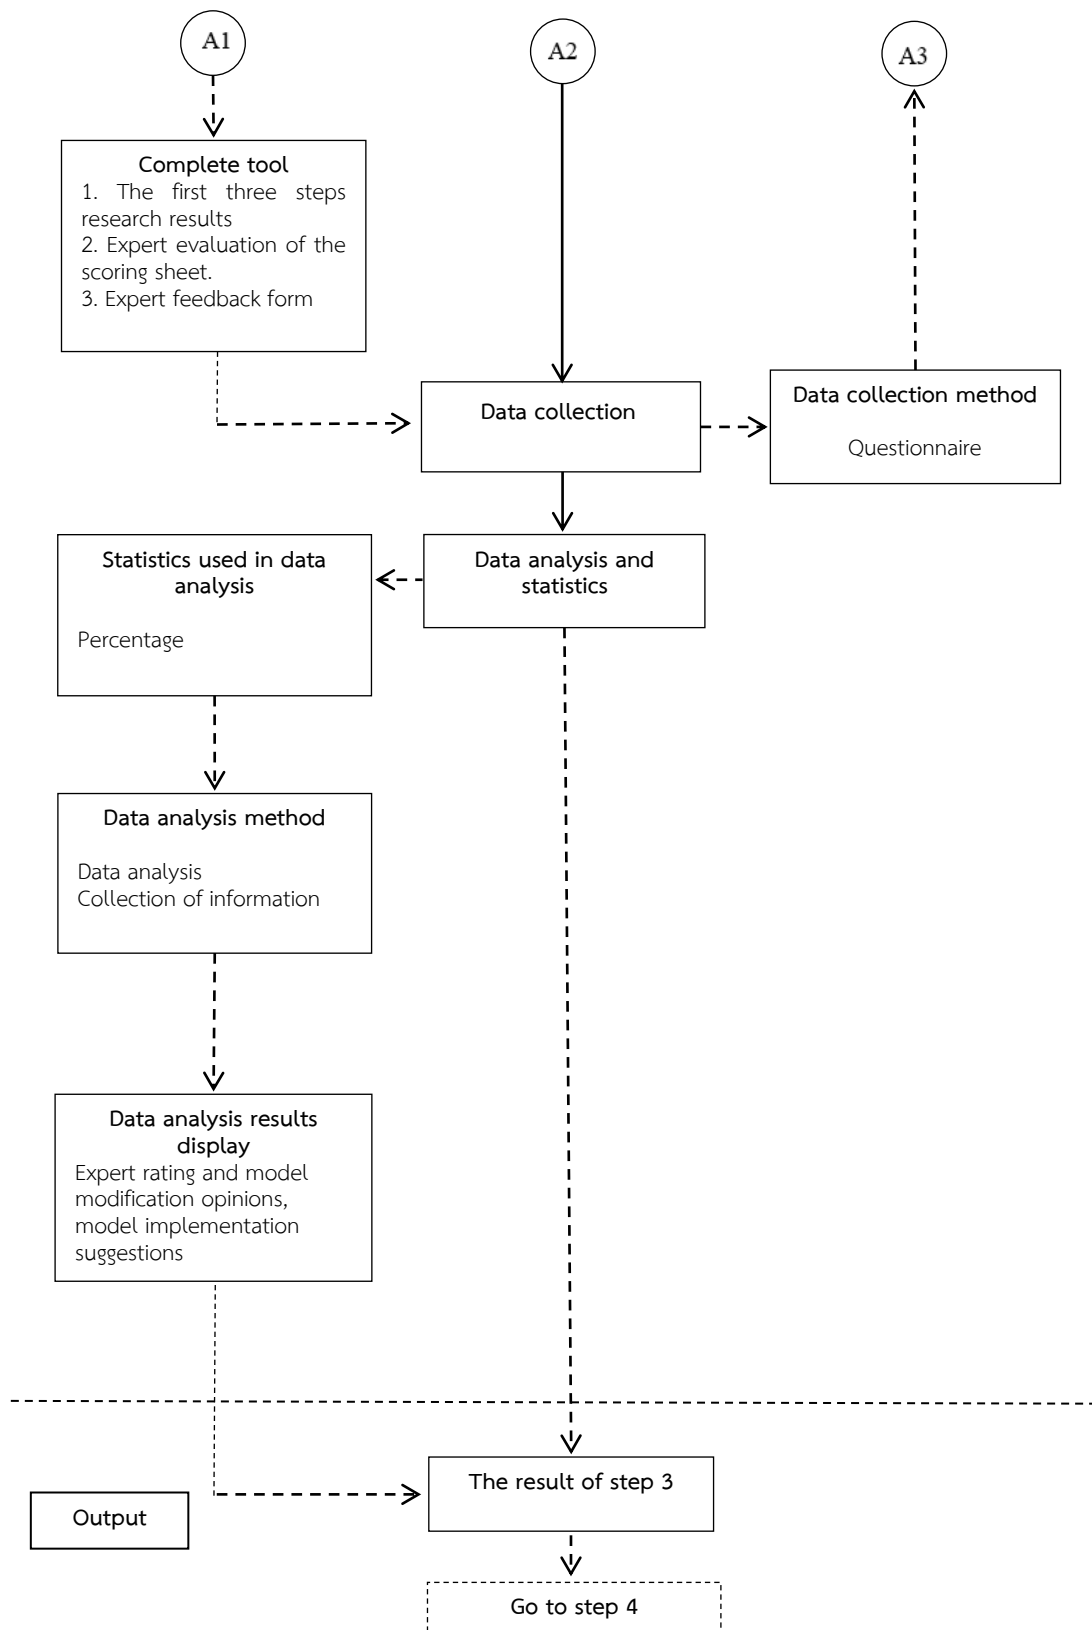 A1
A2
A3
Complete tool
1. The first three steps
research results
2. Expert evaluation of the
scoring sheet.
3. Expert feedback form
Data collection
Data collection method
Questionnaire
Statistics used in data
analysis
Percentage
Data analysis and
statistics
Data analysis method
Data analysis
Collection of information
Data analysis results
display
Expert rating and model
modification opinions,
model implementation
suggestions
The result of step 3
Output
Go to step 4